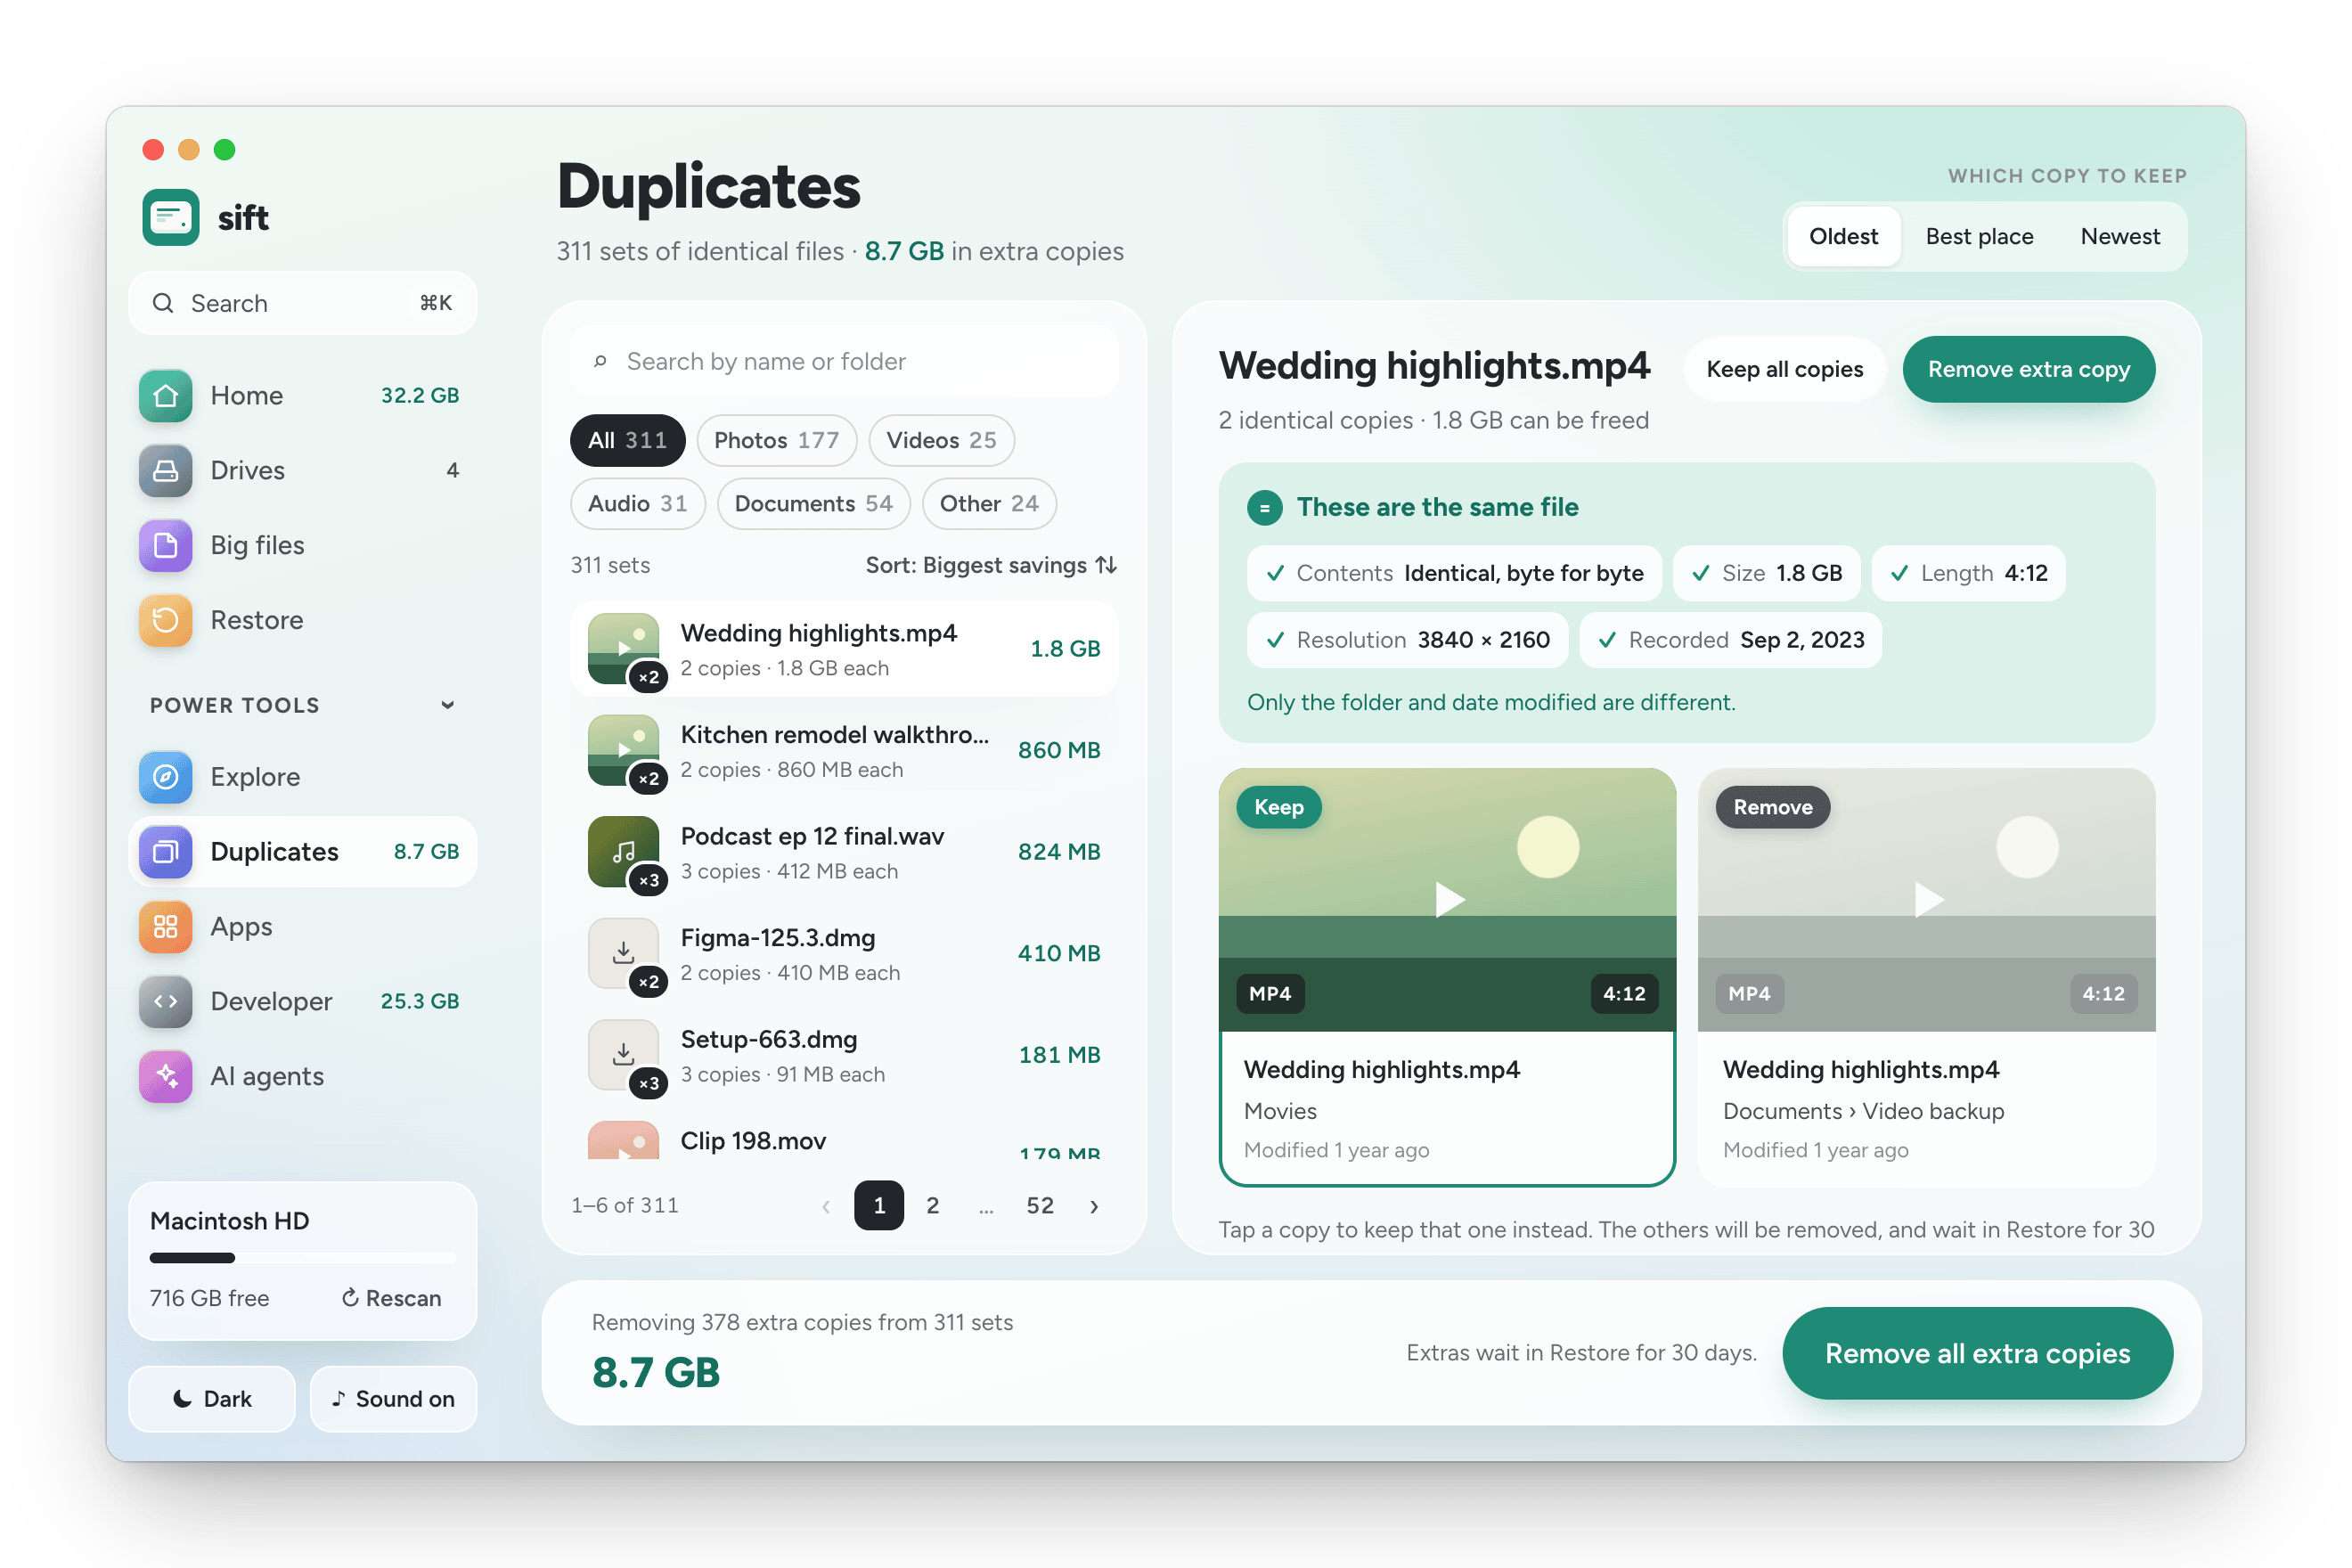 sift
Search ⌘K
Home 32.2 GB
Drives 4
Big files
Restore
POWER TOOLS
Explore
Duplicates 8.7 GB
Apps
Developer 25.3 GB
AI agents
Macintosh HD
716 GB free
Rescan
Dark
Sound on
Duplicates
311 sets of identical files · 8.7 GB in extra copies
WHICH COPY TO KEEP
Oldest Best place Newest
Search by name or folder
All 311 Photos 177 Videos 25
Audio 31 Documents 54 Other 24
311 sets Sort: Biggest savings
Wedding highlights.mp4
2 copies · 1.8 GB each
1.8 GB
×2
Kitchen remodel walkthro...
2 copies · 860 MB each
860 MB
×2
Podcast ep 12 final.wav
3 copies · 412 MB each
824 MB
×3
Figma-125.3.dmg
2 copies · 410 MB each
410 MB
×2
Setup-663.dmg
3 copies · 91 MB each
181 MB
×3
Clip 198.mov
179 MB
1–6 of 311 ‹ 1 2 ... 52 ›
Wedding highlights.mp4
2 identical copies · 1.8 GB can be freed
Keep all copies
Remove extra copy
= These are the same file
Contents Identical, byte for byte
Size 1.8 GB
Length 4:12
Resolution 3840 × 2160
Recorded Sep 2, 2023
Only the folder and date modified are different.
Keep
MP4 4:12
Wedding highlights.mp4
Movies
Modified 1 year ago
Remove
MP4 4:12
Wedding highlights.mp4
Documents › Video backup
Modified 1 year ago
Tap a copy to keep that one instead. The others will be removed, and wait in Restore for 30
Removing 378 extra copies from 311 sets
8.7 GB
Extras wait in Restore for 30 days.
Remove all extra copies